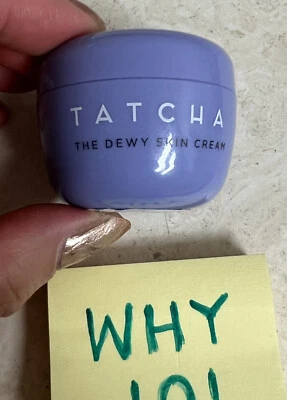 TATCHA
THE DEWY SKIN CREAM
WHY